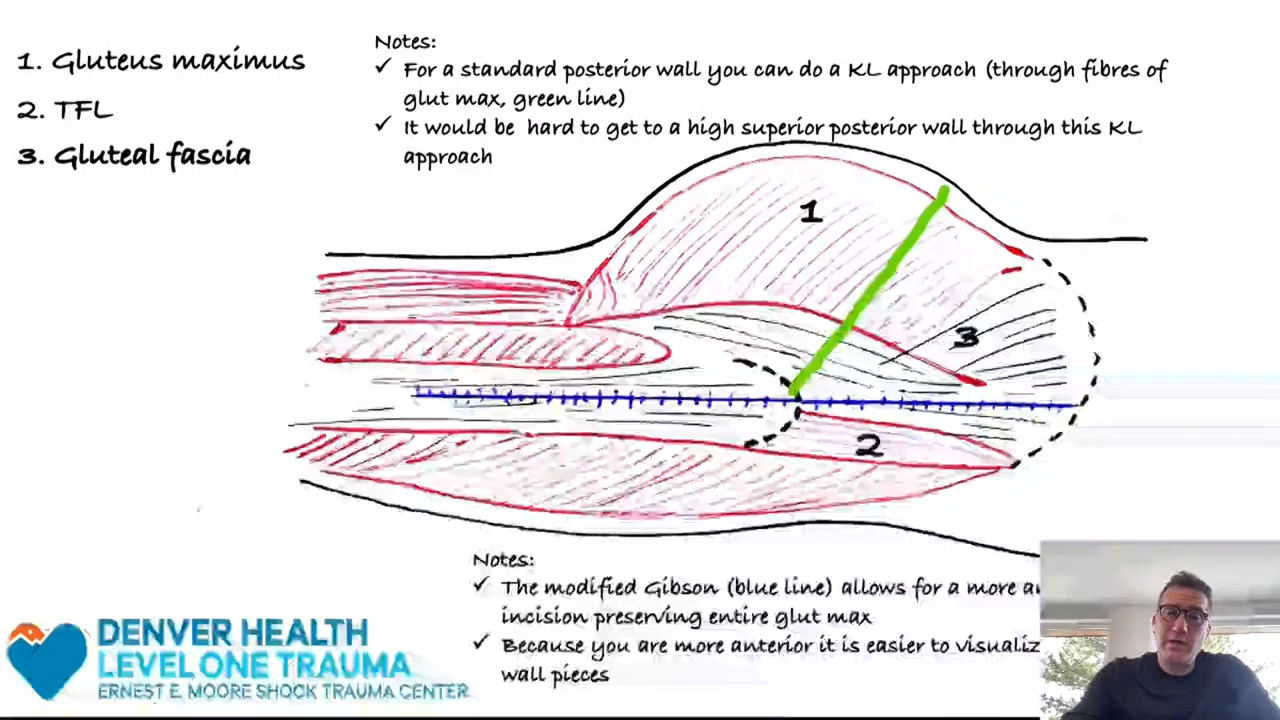 1. Gluteus maximus
2. TFL
3. Gluteal fascia
Notes:
✓ For a standard posterior wall you can do a KL approach (through fibres of
glut max, green line)
✓ It would be hard to get to a high superior posterior wall through this KL
approach
1
3
2
Notes:
✓ The modified Gibson (blue line) allows for a more
incision preserving entire glut max
✓ Because you are more anterior it is easier to
wall pieces
DENVER HEALTH
LEVEL ONE TRAUMA
ERNEST E. MOORE SHOCK TRAUMA CENTER